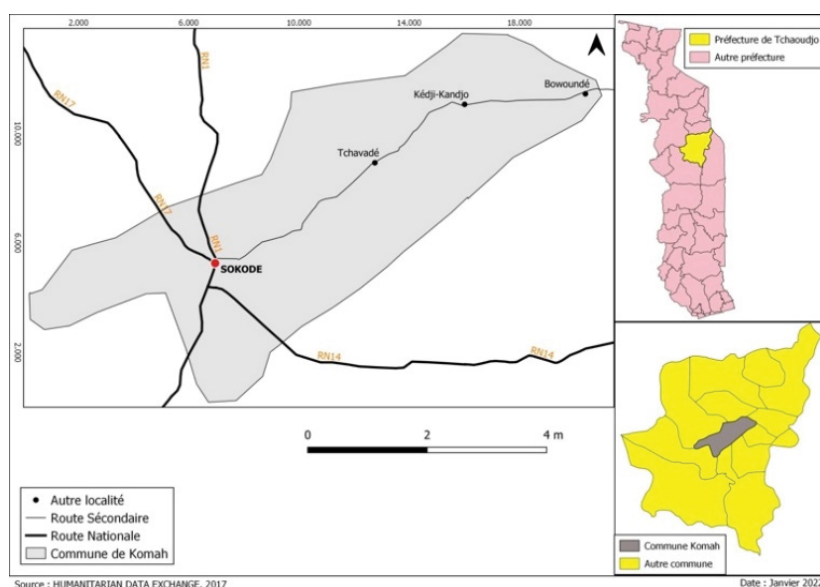 2.000 6.000 10.000 14.000 18.000
10.000
6.000
2.000
RN17
RN1
Bowoundé
Kédji-Kandjo
Tchavadé
RN17
RN1
SOKODE
RN14
RN14
0 2 4 m
Autre localité
Route Sécondaire
Route Nationale
Commune de Komah
Préfecture de Tchaoudjo
Autre préfecture
Commune Komah
Autre commune
Source : HUMANITARIAN DATA EXCHANGE, 2017
Date : Janvier 2022